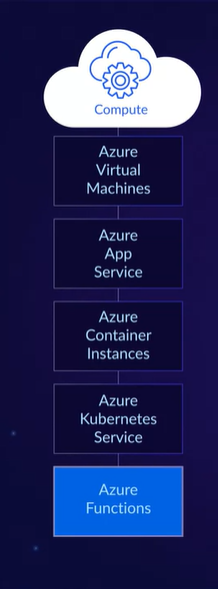 Compute
Azure
Virtual
Machines
Azure
App
Service
Azure
Container
Instances
Azure
Kubernetes
Service
Azure
Functions